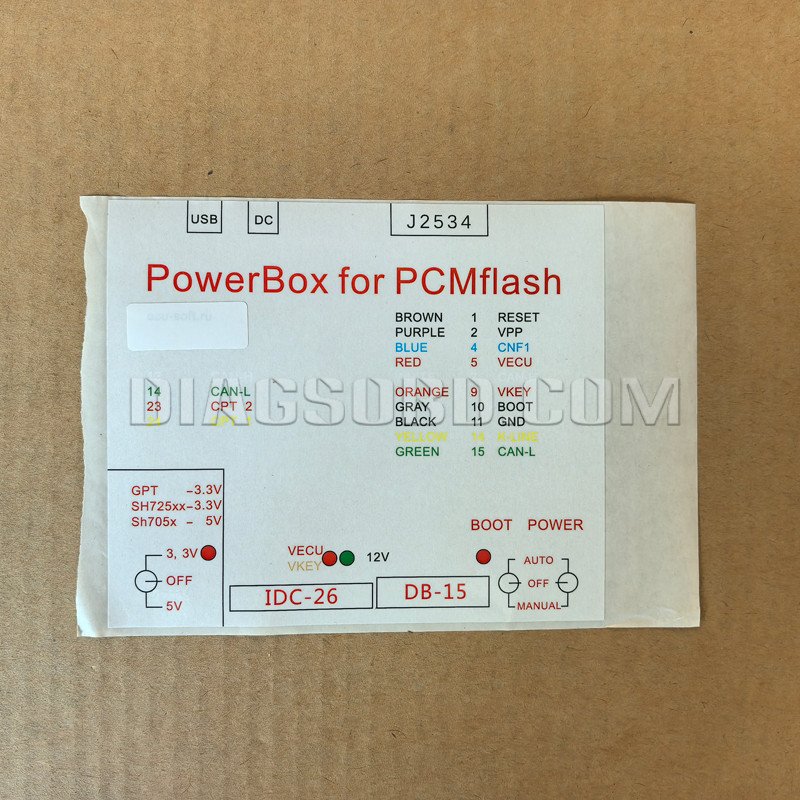 USB DC J2534
PowerBox for PCMflash
BROWN 1 RESET
PURPLE 2 VPP
BLUE 4 CNF1
RED 5 VECU
14 CAN-L ORANGE 9 VKEY
23 CPT 2 GRAY 10 BOOT
BLACK 11 GND
YELLOW 14 K-LINE
GREEN 15 CAN-L
DIAGSOBD.COM
GPT -3.3V
SH725xx-3.3V
Sh705x - 5V
BOOT POWER
3, 3V
OFF
5V
VECU
VKEY
12V
AUTO
OFF
MANUAL
IDC-26
DB-15